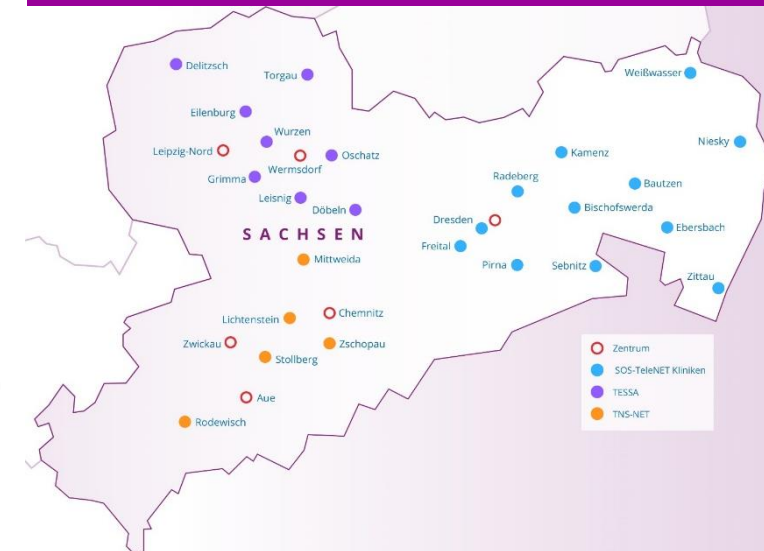 Delitzsch
Torgau
Weißwasser
Eilenburg
Wurzen
Niesky
Leipzig-Nord
Wermsdorf
Oschatz
Kamenz
Grimma
Radeberg
Bautzen
Leisnig
Döbeln
Bischofswerda
Dresden
Ebersbach
SACHSEN
Freital
Mittweida
Pirna
Sebnitz
Zittau
Lichtenstein
Chemnitz
Zwickau
Zschopau
Stollberg
Aue
Rodewisch
Zentrum
SOS-TeleNET Kliniken
TESSA
TNS-NET